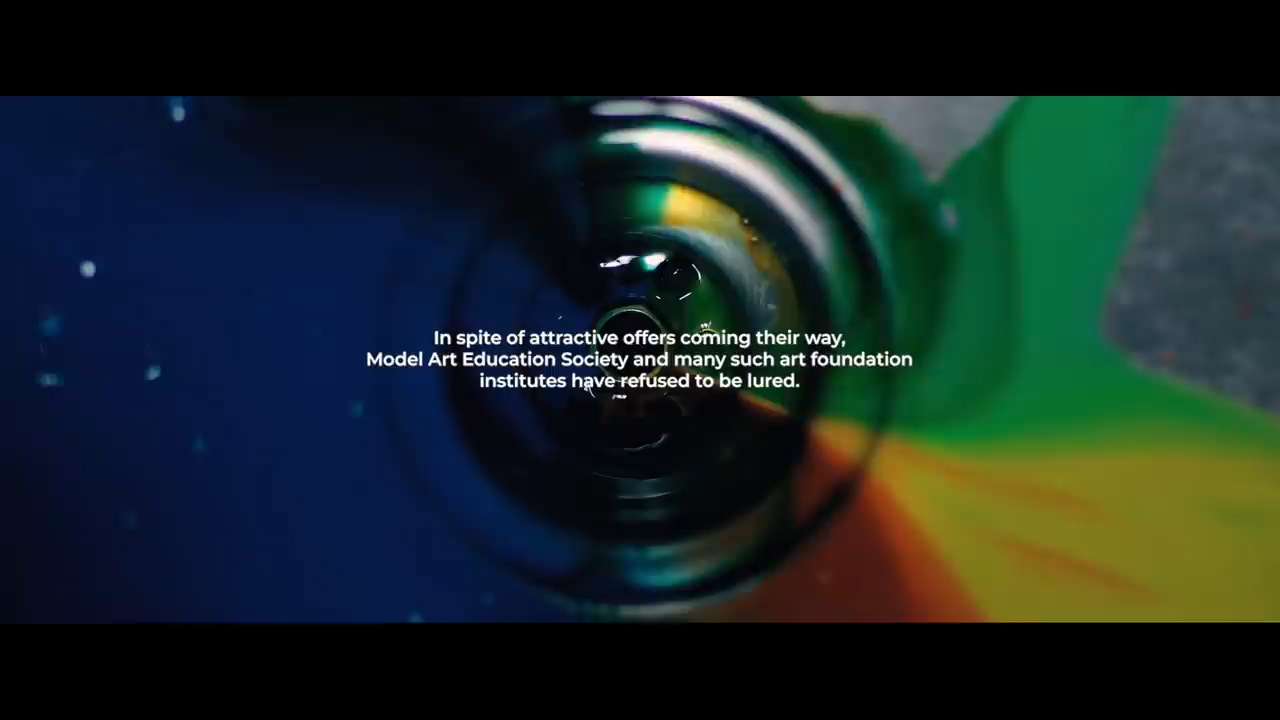 In spite of attractive offers coming their way,
Model Art Education Society and many such art foundation
institutes have refused to be lured.